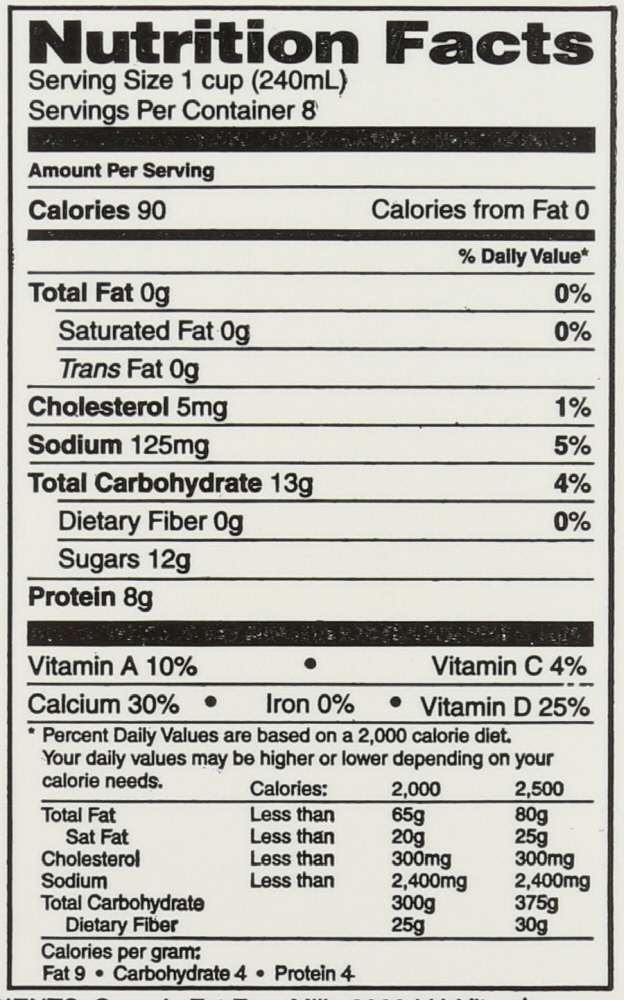 Nutrition Facts
Serving Size 1 cup (240mL)
Servings Per Container 8
Amount Per Serving
Calories 90 Calories from Fat 0
% Daily Value*
Total Fat 0g 0%
Saturated Fat 0g 0%
Trans Fat 0g
Cholesterol 5mg 1%
Sodium 125mg 5%
Total Carbohydrate 13g 4%
Dietary Fiber 0g 0%
Sugars 12g
Protein 8g
Vitamin A 10% • Vitamin C 4%
Calcium 30% • Iron 0% • Vitamin D 25%
* Percent Daily Values are based on a 2,000 calorie diet.
Your daily values may be higher or lower depending on your
calorie needs.
Calories: 2,000 2,500
Total Fat Less than 65g 80g
Sat Fat Less than 20g 25g
Cholesterol Less than 300mg 300mg
Sodium Less than 2,400mg 2,400mg
Total Carbohydrate 300g 375g
Dietary Fiber 25g 30g
Calories per gram:
Fat 9 • Carbohydrate 4 • Protein 4